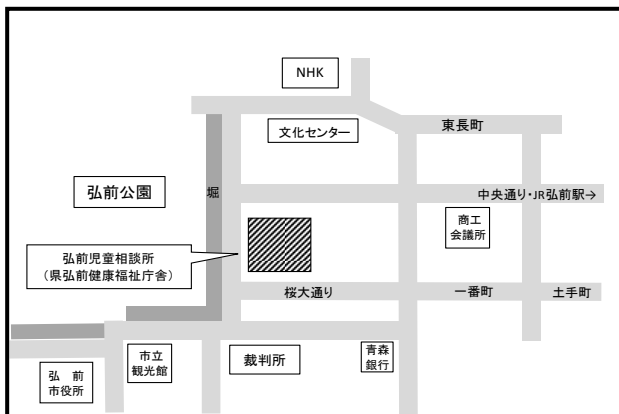 NHK
文化センター
東長町
弘前公園
堀
中央通り・JR弘前駅→
商工
会議所
弘前児童相談所
(県弘前健康福祉庁舎)
桜大通り
一番町
土手町
市立
観光館
裁判所
青森
銀行
弘 前
市役所